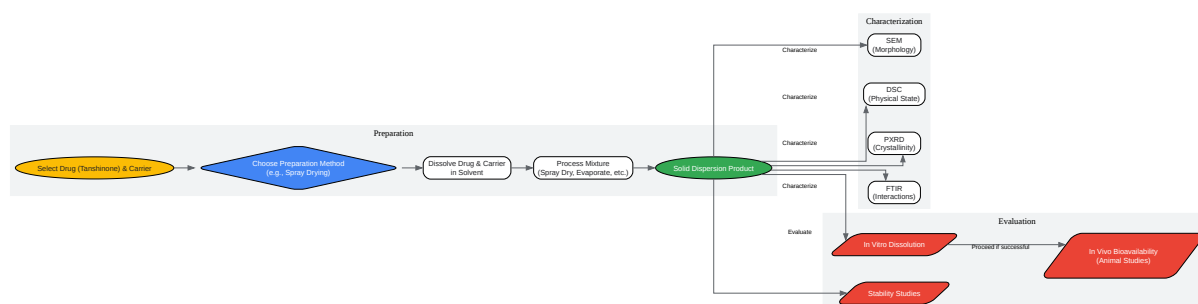 Characterization
SEM
(Morphology)
Characterize
DSC
(Physical State)
Characterize
Preparation
Select Drug (Tanshinone) & Carrier
Choose Preparation Method
(e.g., Spray Drying)
Dissolve Drug & Carrier
in Solvent
Process Mixture
(Spray Dry, Evaporate, etc.)
Solid Dispersion Product
Characterize
PXRD
(Crystallinity)
Characterize
FTIR
(Interactions)
Evaluation
Evaluate
In Vitro Dissolution
Proceed if successful
In Vivo Bioavailability
(Animal Studies)
Stability Studies